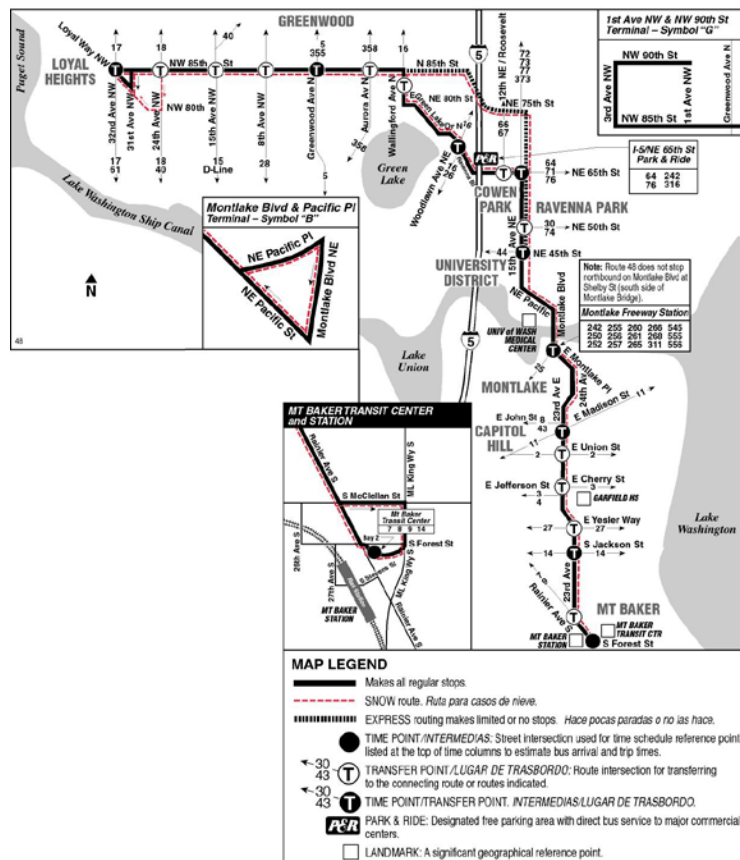 GREENWOOD
Puget Sound
LOYAL HEIGHTS
Loyal Way NW
17
18
40
5
355
358
16
NW 85th St
N 85th St
NW 80th
32nd Ave NW
31st Ave NW
24th Ave NW
15th Ave NW
8th Ave NW
Greenwood Ave N
Aurora Av N
Wallingford Ave N
E Green Lake Dr N
NE 80th St
16
17
61
18
40
15
D-Line
28
5
358
Green Lake
Woodlawn Ave NE
16
26
5
12th NE / Roosevelt
72
73
77
373
NE 75th St
66
67
P&R
64
71
76
NE 65th St
COWEN PARK
RAVENNA PARK
30
74
NE 50th St
15th Ave NE
44
NE 45th St
UNIVERSITY DISTRICT
NE Pacific
Montlake Blvd
UNIV of WASH MEDICAL CENTER
5
Lake Union
25
E Montlake Pl
MONTLAKE
24th Av
23rd Av E
E Madison St
11
E John St
8
43
CAPITOL HILL
11
E Union St
2
2
E Cherry St
3
E Jefferson St
3
4
GARFIELD HS
E Yesler Way
27
27
S Jackson St
14
14
23rd Ave
Lake Washington
Rainier Ave S
MT BAKER
MT BAKER STATION
MT BAKER TRANSIT CTR
S Forest St
Lake Washington Ship Canal
N
48
1st Ave NW & NW 90th St
Terminal – Symbol "G"
NW 90th St
3rd Ave NW
1st Ave NW
Greenwood Ave N
NW 85th St
I-5/NE 65th St
Park & Ride
64 242
76 316
Note: Route 48 does not stop
northbound on Montlake Blvd at
Shelby St (south side of
Montlake Bridge).
Montlake Freeway Station
242 255 260 266 545
250 256 261 268 555
252 257 265 311 556
Montlake Blvd & Pacific Pl
Terminal – Symbol "B"
NE Pacific Pl
Montlake Blvd NE
NE Pacific St
MT BAKER TRANSIT CENTER
and STATION
Rainier Ave S
ML King Wy S
S McClellan St
Mt Baker
Transit Center
7 8 9 14
Bay 2
S Forest St
26th Ave S
27th Ave S
S Stevens St
ML King Wy S
Rainier Ave S
MT BAKER
STATION
MAP LEGEND
Makes all regular stops.
SNOW route. Ruta para casos de nieve.
EXPRESS routing makes limited or no stops. Hace pocas paradas o no las hace.
TIME POINT/INTERMEDIAS: Street intersection used for time schedule reference point
listed at the top of time columns to estimate bus arrival and trip times.
30
43
T
TRANSFER POINT/LUGAR DE TRASBORDO: Route intersection for transferring
to the connecting route or routes indicated.
30
43
T
TIME POINT/TRANSFER POINT. INTERMEDIAS/LUGAR DE TRASBORDO.
P&R
PARK & RIDE: Designated free parking area with direct bus service to major commercial
centers.
LANDMARK: A significant geographical reference point.